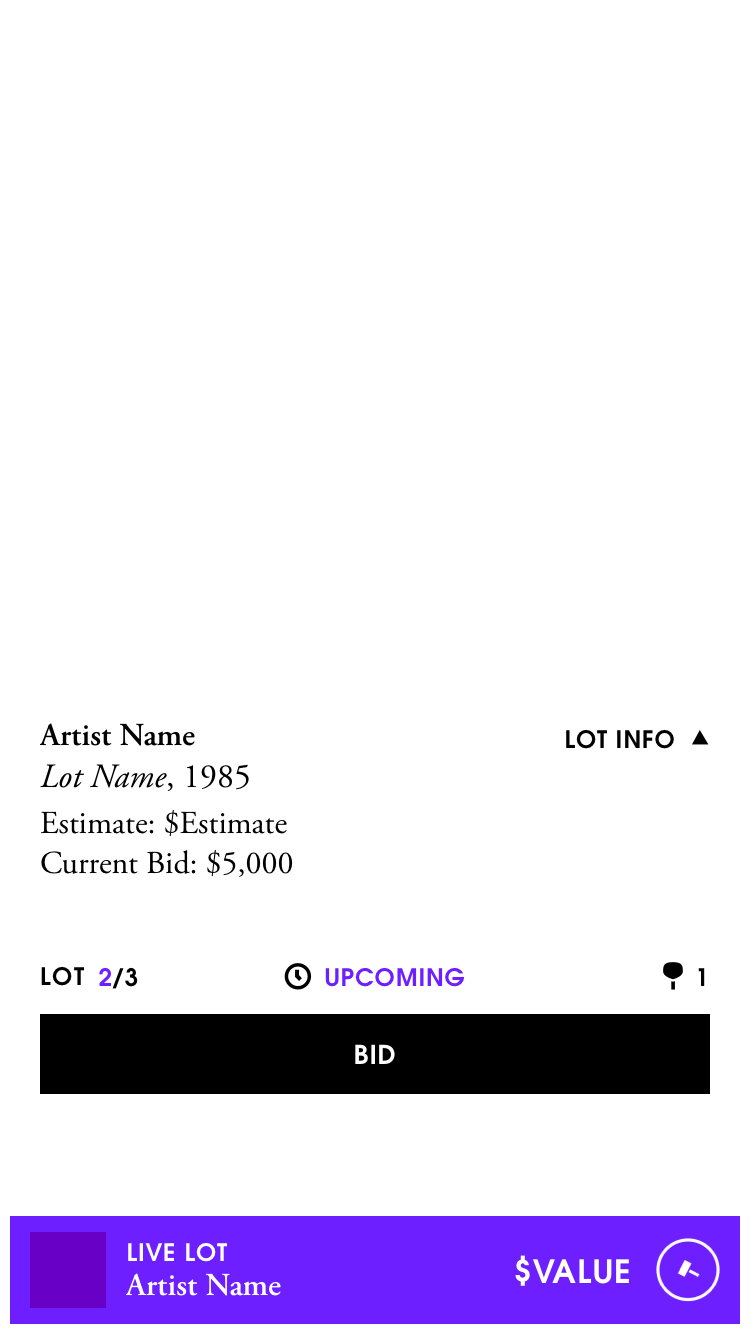 Artist Name
LOT INFO
Lot Name, 1985
Estimate: $Estimate
Current Bid: $5,000
LOT 2/3
UPCOMING
1
BID
LIVE LOT
Artist Name
$VALUE